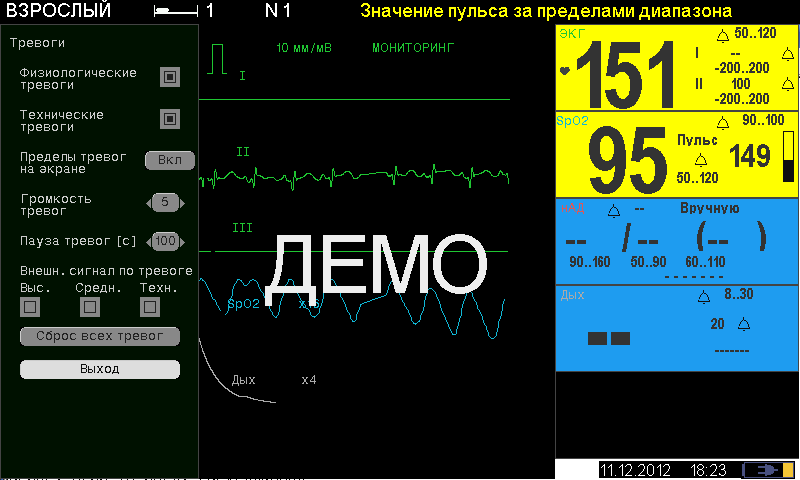 ВЗРОСЛЫЙ 1 N 1 Значение пульса за пределами диапазона
Тревоги
Физиологические
тревоги
Технические
тревоги
Пределы тревог
на экране
Вкл
Громкость
тревог
5
Пауза тревог [с] 100
Внешн. сигнал по тревоге
Выс. Средн. Техн.
Сброс всех тревог
Выход
10 мм/мВ МОНИТОРИНГ
I
II
III
ДЕМО
SpO2
Дых x4
ЭКГ
151
50..120
I --
-200..200
II 100
-200..200
SpO2
95
90..100
Пульс
149
50..120
-- Вручную
-- / -- ( -- )
90..160 50..90 60..110
-------
Дых
8..30
--
20
-------
11.12.2012 18:23